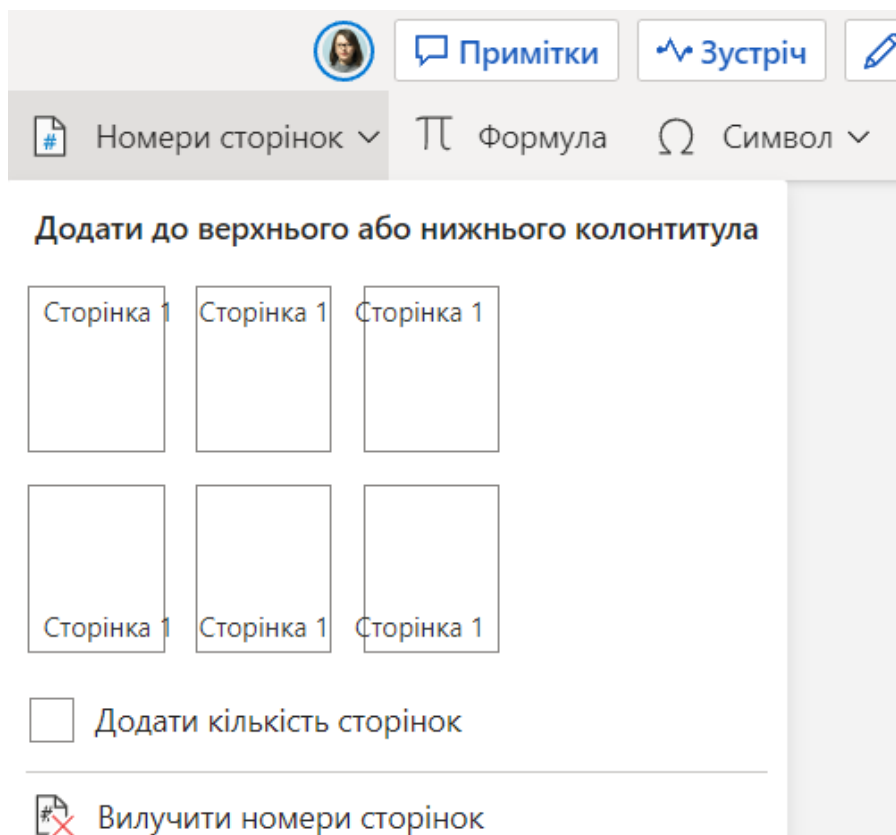 Примітки Зустріч
Номери сторінок Формула Символ
Додати до верхнього або нижнього колонтитула
Сторінка 1 Сторінка 1 Сторінка 1
Сторінка 1 Сторінка 1 Сторінка 1
Додати кількість сторінок
Вилучити номери сторінок